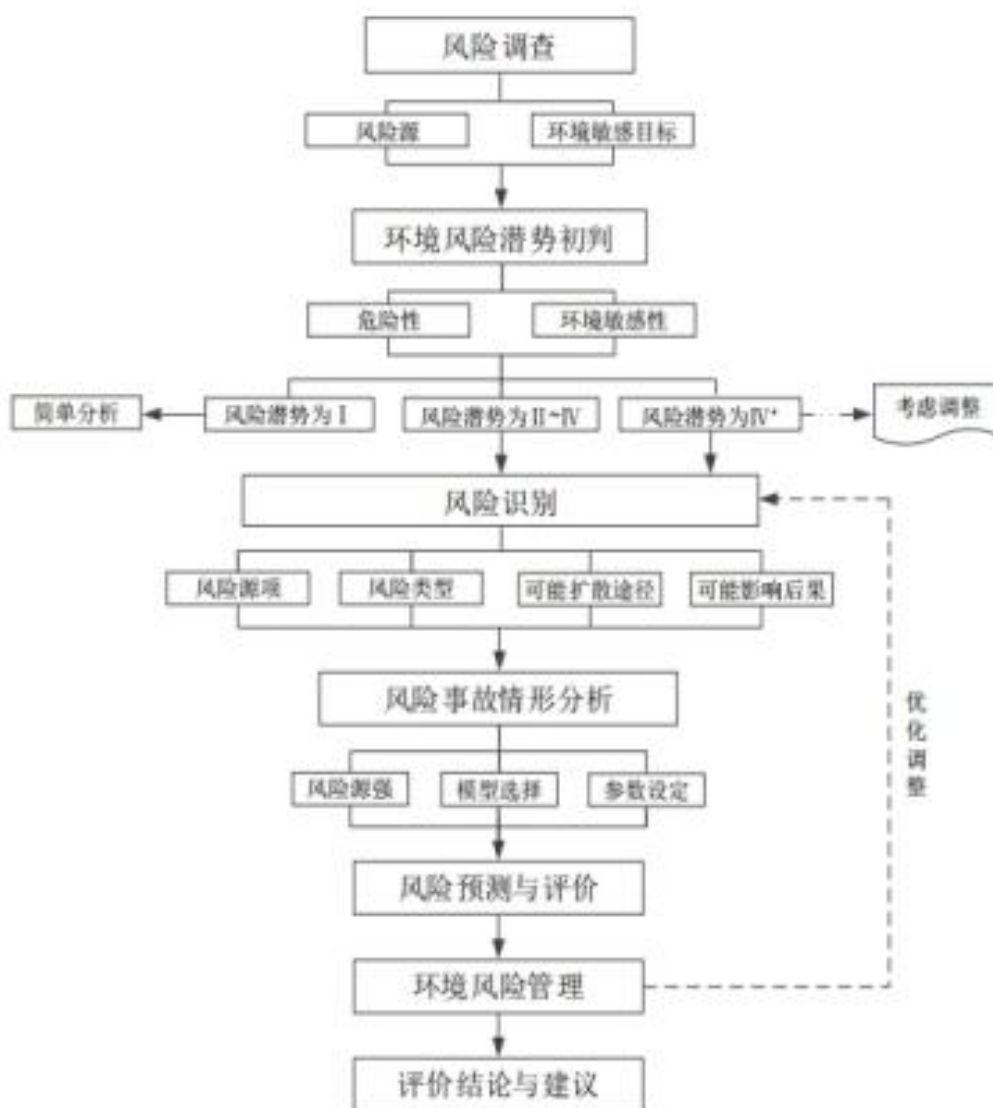 风险调查
风险源
环境敏感目标
环境风险潜势初判
危险性
环境敏感性
简单分析
风险潜势为Ⅰ
风险潜势为Ⅱ~Ⅳ
风险潜势为Ⅳ⁺
考虑调整
风险识别
风险源项
风险类型
可能扩散途径
可能影响后果
风险事故情形分析
优化调整
风险源强
模型选择
参数设定
风险预测与评价
环境风险管理
评价结论与建议